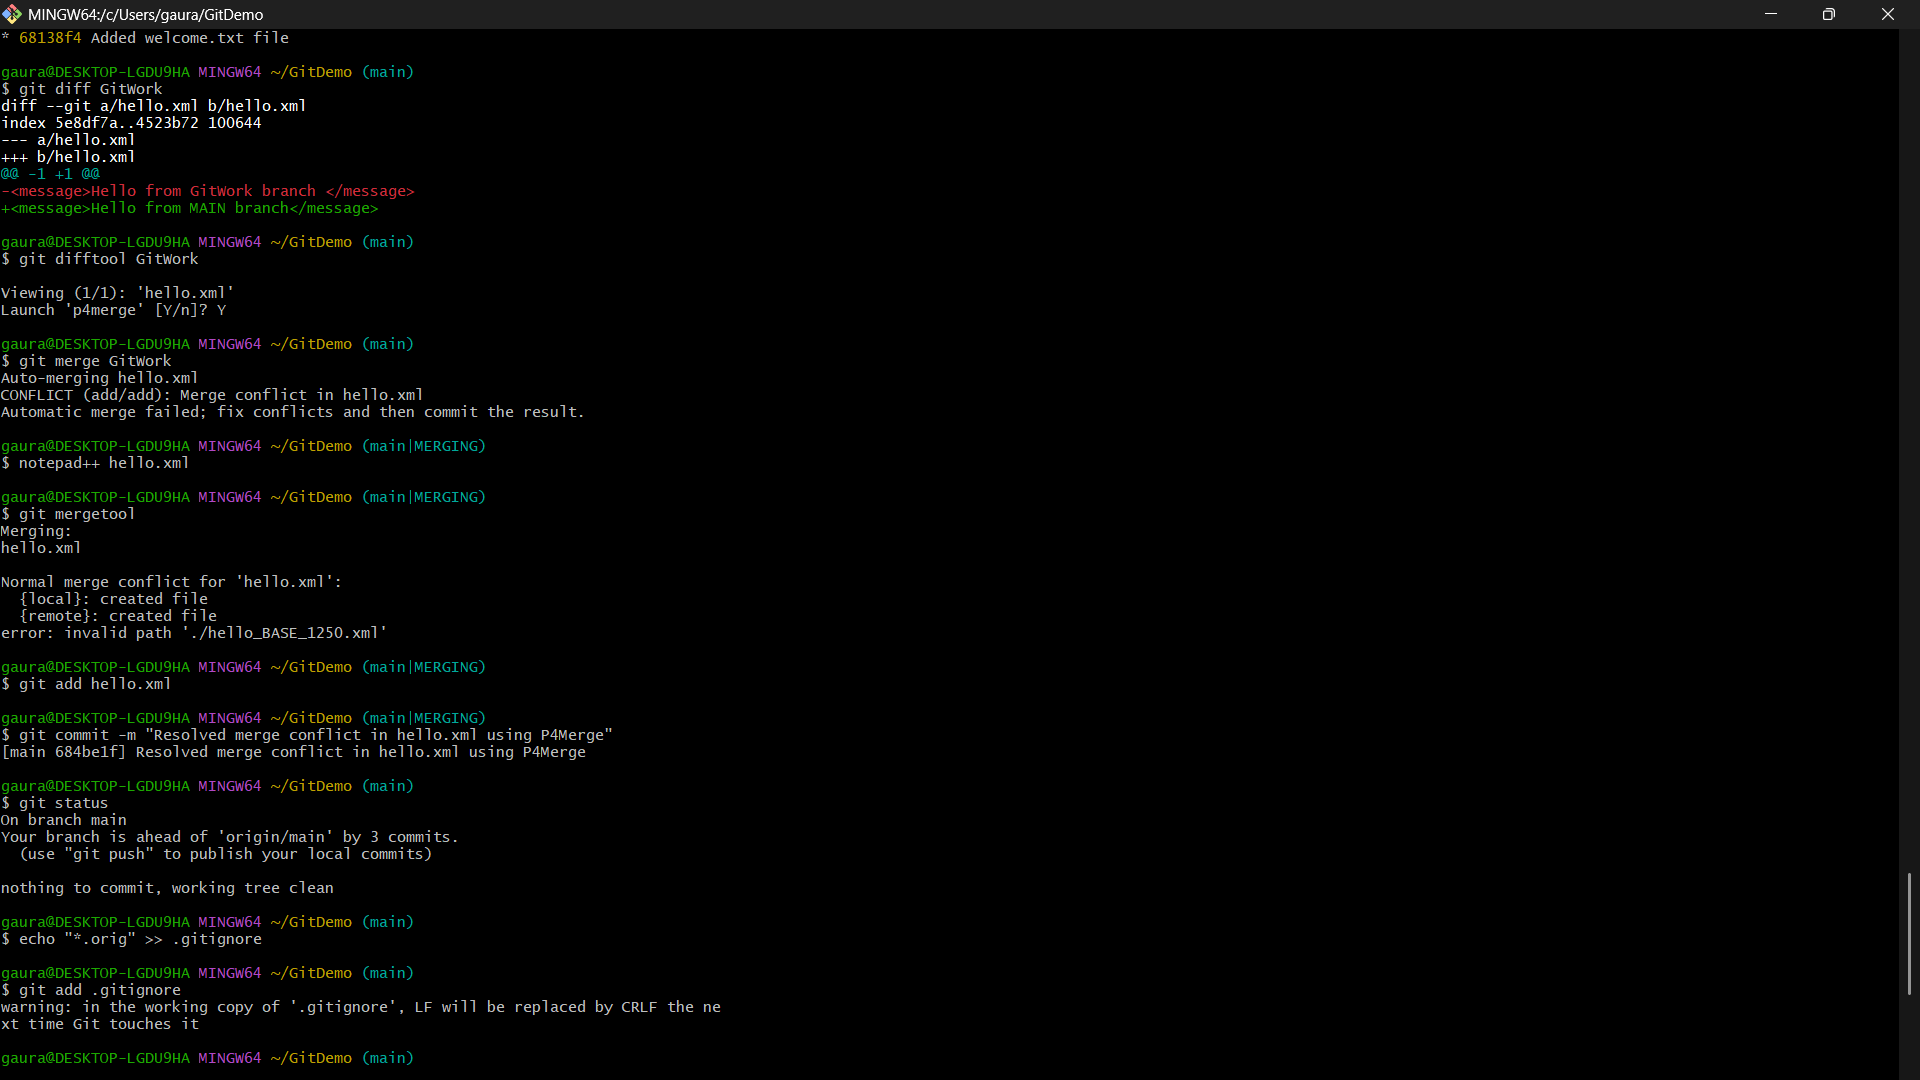 MINGW64:/c/Users/gaura/GitDemo
* 68138f4 Added welcome.txt file
gaura@DESKTOP-LGDU9HA MINGW64 ~/GitDemo (main)
$ git diff GitWork
diff --git a/hello.xml b/hello.xml
index 5e8df7a..4523b72 100644
--- a/hello.xml
+++ b/hello.xml
@@ -1 +1 @@
-<message>Hello from GitWork branch </message>
+<message>Hello from MAIN branch</message>
gaura@DESKTOP-LGDU9HA MINGW64 ~/GitDemo (main)
$ git difftool GitWork
Viewing (1/1): 'hello.xml'
Launch 'p4merge' [Y/n]? Y
gaura@DESKTOP-LGDU9HA MINGW64 ~/GitDemo (main)
$ git merge GitWork
Auto-merging hello.xml
CONFLICT (add/add): Merge conflict in hello.xml
Automatic merge failed; fix conflicts and then commit the result.
gaura@DESKTOP-LGDU9HA MINGW64 ~/GitDemo (main|MERGING)
$ notepad++ hello.xml
gaura@DESKTOP-LGDU9HA MINGW64 ~/GitDemo (main|MERGING)
$ git mergetool
Merging:
hello.xml
Normal merge conflict for 'hello.xml':
  {local}: created file
  {remote}: created file
error: invalid path './hello_BASE_1250.xml'
gaura@DESKTOP-LGDU9HA MINGW64 ~/GitDemo (main|MERGING)
$ git add hello.xml
gaura@DESKTOP-LGDU9HA MINGW64 ~/GitDemo (main|MERGING)
$ git commit -m "Resolved merge conflict in hello.xml using P4Merge"
[main 684be1f] Resolved merge conflict in hello.xml using P4Merge
gaura@DESKTOP-LGDU9HA MINGW64 ~/GitDemo (main)
$ git status
On branch main
Your branch is ahead of 'origin/main' by 3 commits.
  (use "git push" to publish your local commits)
nothing to commit, working tree clean
gaura@DESKTOP-LGDU9HA MINGW64 ~/GitDemo (main)
$ echo "*.orig" >> .gitignore
gaura@DESKTOP-LGDU9HA MINGW64 ~/GitDemo (main)
$ git add .gitignore
warning: in the working copy of '.gitignore', LF will be replaced by CRLF the ne
xt time Git touches it
gaura@DESKTOP-LGDU9HA MINGW64 ~/GitDemo (main)